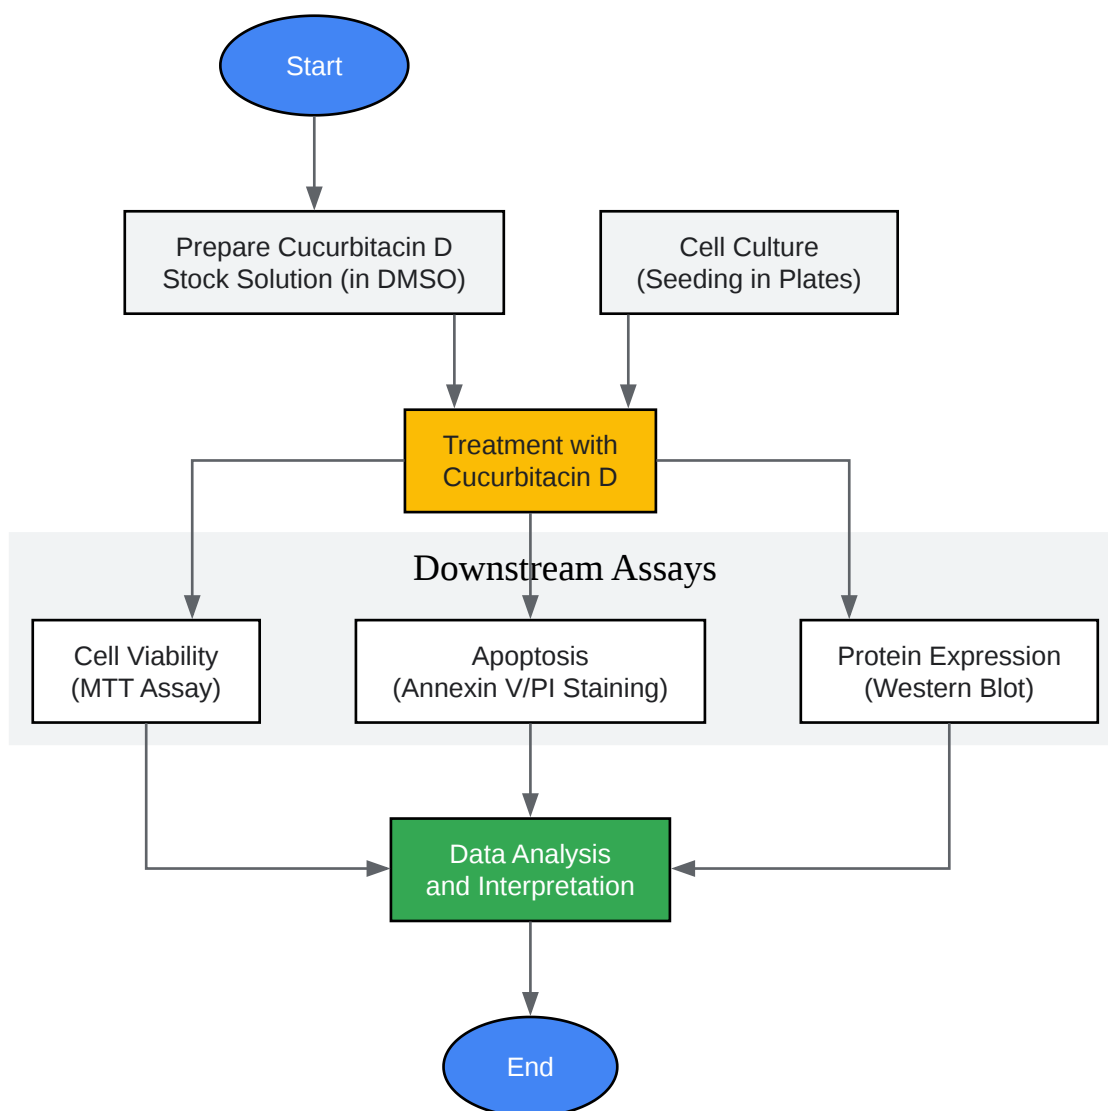 Start
Prepare Cucurbitacin D
Stock Solution (in DMSO)
Cell Culture
(Seeding in Plates)
Treatment with
Cucurbitacin D
Downstream Assays
Cell Viability
(MTT Assay)
Apoptosis
(Annexin V/PI Staining)
Protein Expression
(Western Blot)
Data Analysis
and Interpretation
End